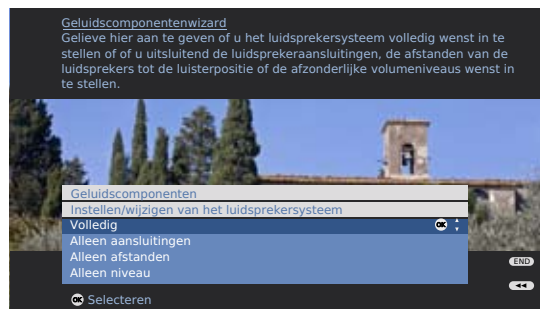 Geluidscomponentenwizard
Gelieve hier aan te geven of u het luidsprekersysteem volledig wenst in te
stellen of of u uitsluitend de luidsprekeraansluitingen, de afstanden van de
luidsprekers tot de luisterpositie of de afzonderlijke volumeniveaus wenst in
te stellen.
Geluidscomponenten
Instellen/wijzigen van het luidsprekersysteem
Volledig OK
Alleen aansluitingen
Alleen afstanden
Alleen niveau
END
OK Selecteren